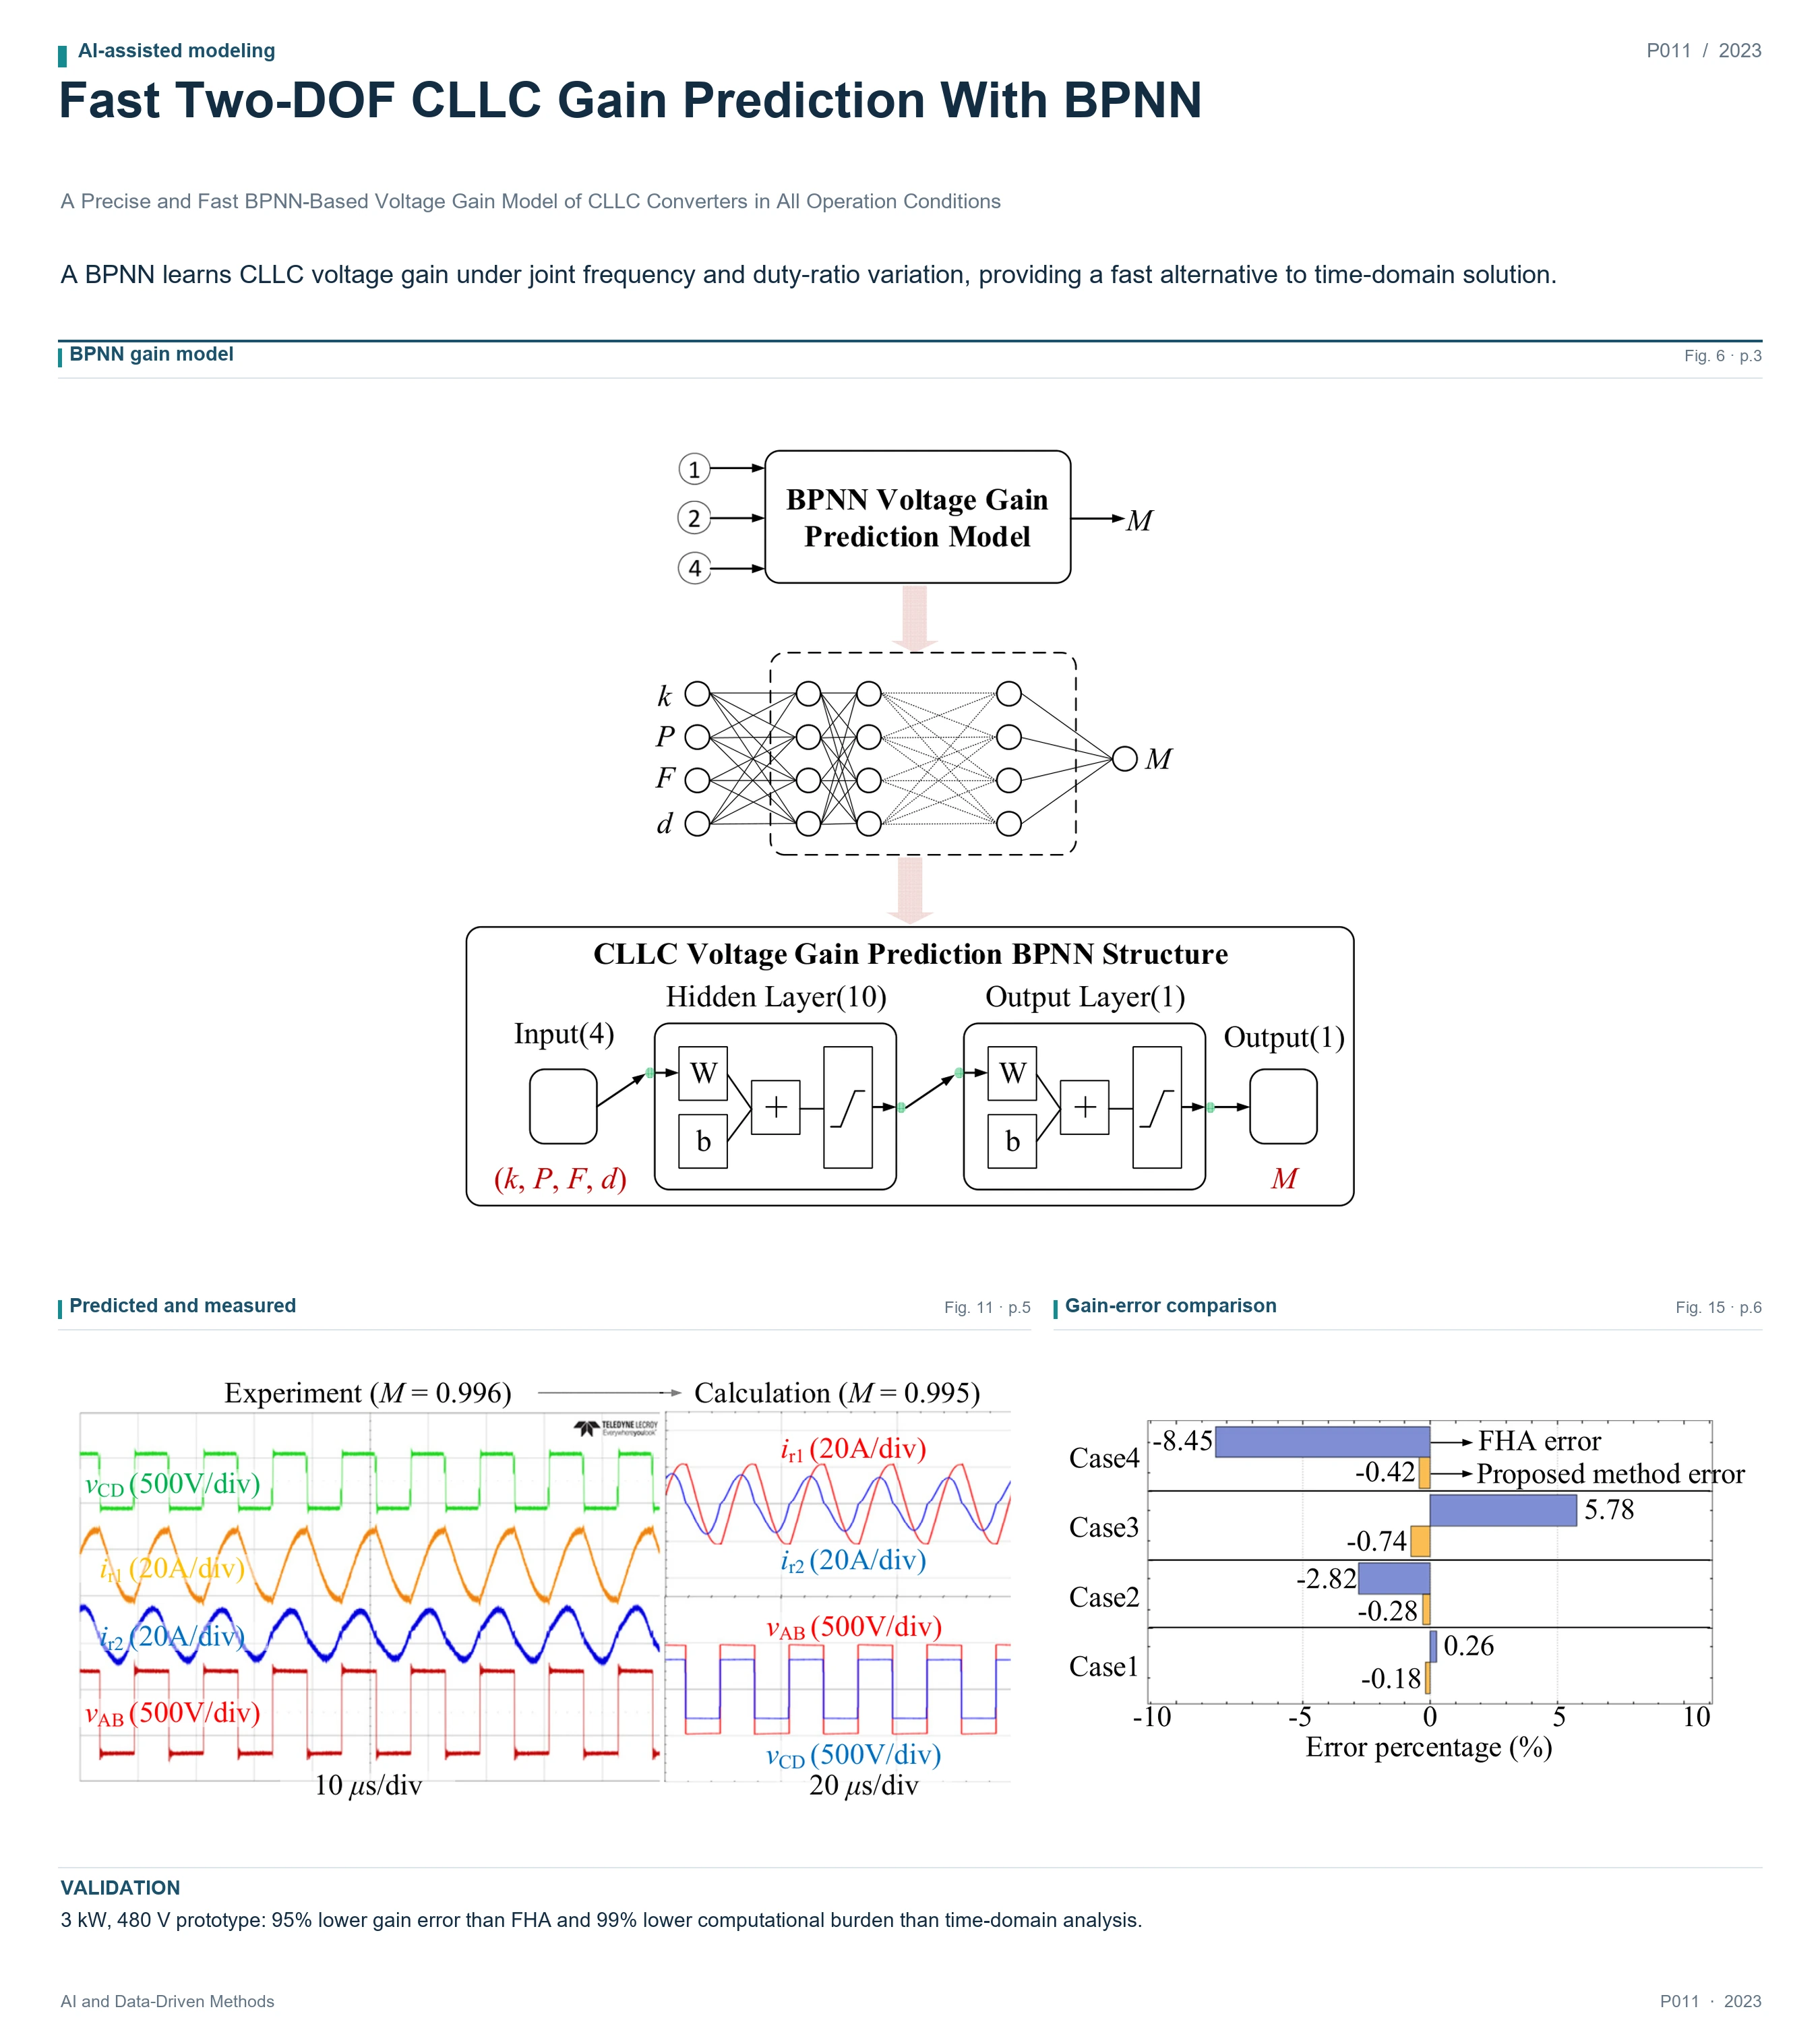 AI-assisted modeling
P011 / 2023
Fast Two-DOF CLLC Gain Prediction With BPNN
A Precise and Fast BPNN-Based Voltage Gain Model of CLLC Converters in All Operation Conditions
A BPNN learns CLLC voltage gain under joint frequency and duty-ratio variation, providing a fast alternative to time-domain solution.
BPNN gain model
Fig. 6 · p.3
1
2
4
BPNN Voltage Gain
Prediction Model
M
k
P
F
d
M
CLLC Voltage Gain Prediction BPNN Structure
Hidden Layer(10)
Output Layer(1)
Input(4)
Output(1)
W
b
+
W
b
+
(k, P, F, d)
M
Predicted and measured
Fig. 11 · p.5
Experiment (M = 0.996)
Calculation (M = 0.995)
TELEDYNE LECROY
Everywhereyoulook
vCD (500V/div)
ir1 (20A/div)
ir2 (20A/div)
vAB (500V/div)
10 μs/div
ir1 (20A/div)
ir2 (20A/div)
vAB (500V/div)
vCD (500V/div)
20 μs/div
Gain-error comparison
Fig. 15 · p.6
Case4
-8.45
FHA error
-0.42
Proposed method error
Case3
5.78
-0.74
Case2
-2.82
-0.28
Case1
0.26
-0.18
-10 -5 0 5 10
Error percentage (%)
VALIDATION
3 kW, 480 V prototype: 95% lower gain error than FHA and 99% lower computational burden than time-domain analysis.
AI and Data-Driven Methods
P011 · 2023